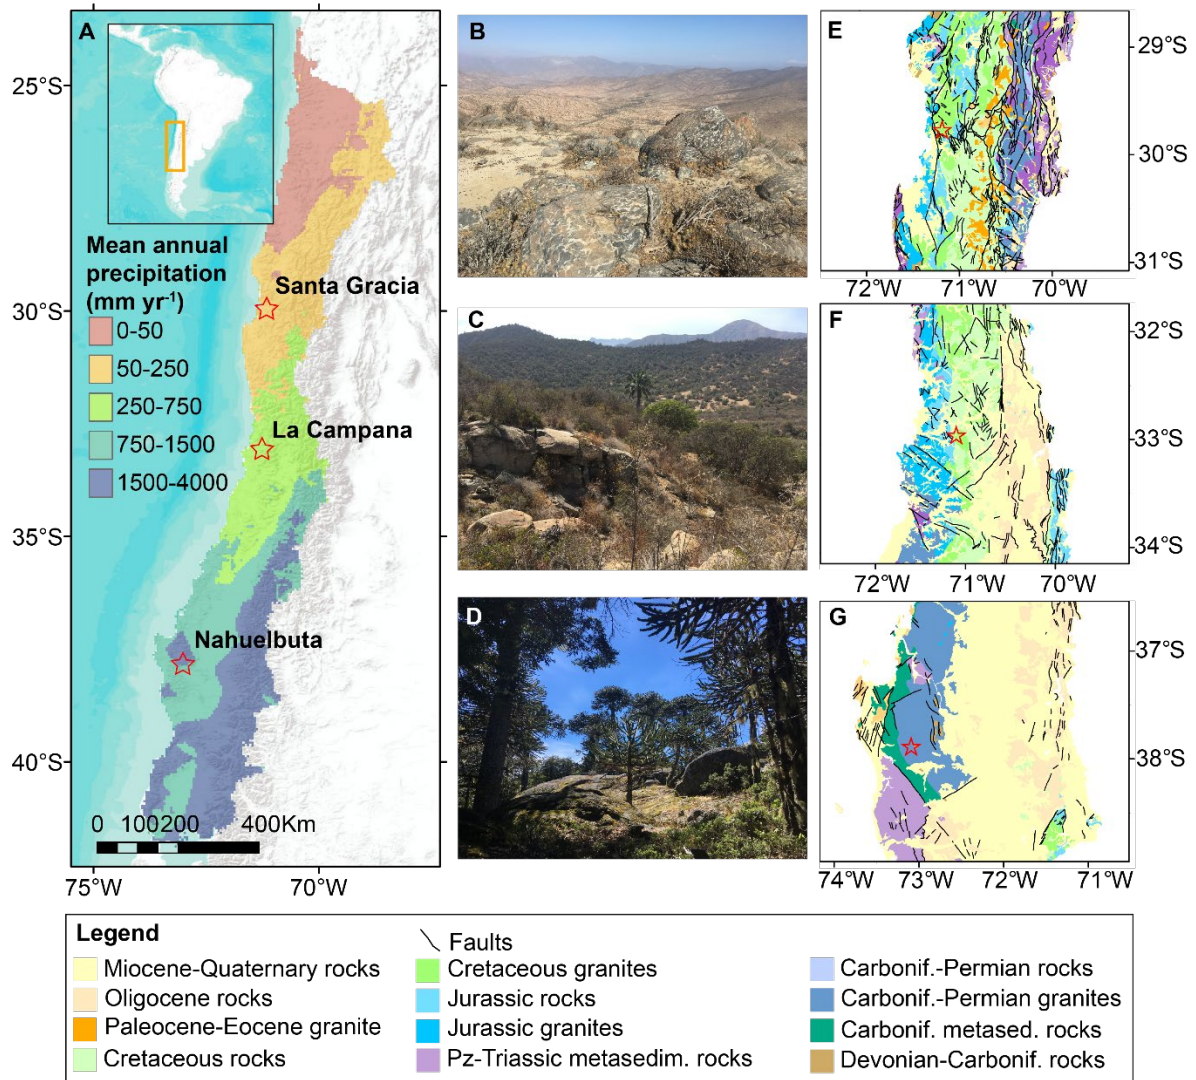 A
25°S
30°S
35°S
40°S
75°W
70°W
Mean annual
precipitation
(mm yr⁻¹)
0-50
50-250
250-750
750-1500
1500-4000
Santa Gracia
La Campana
Nahuelbuta
0 100 200 400Km
B
C
D
E
29°S
30°S
31°S
72°W 71°W 70°W
F
32°S
33°S
34°S
72°W 71°W 70°W
G
37°S
38°S
74°W 73°W 72°W 71°W
Legend
Miocene-Quaternary rocks
Oligocene rocks
Paleocene-Eocene granite
Cretaceous rocks
Faults
Cretaceous granites
Jurassic rocks
Jurassic granites
Pz-Triassic metasedim. rocks
Carbonif.-Permian rocks
Carbonif.-Permian granites
Carbonif. metased. rocks
Devonian-Carbonif. rocks